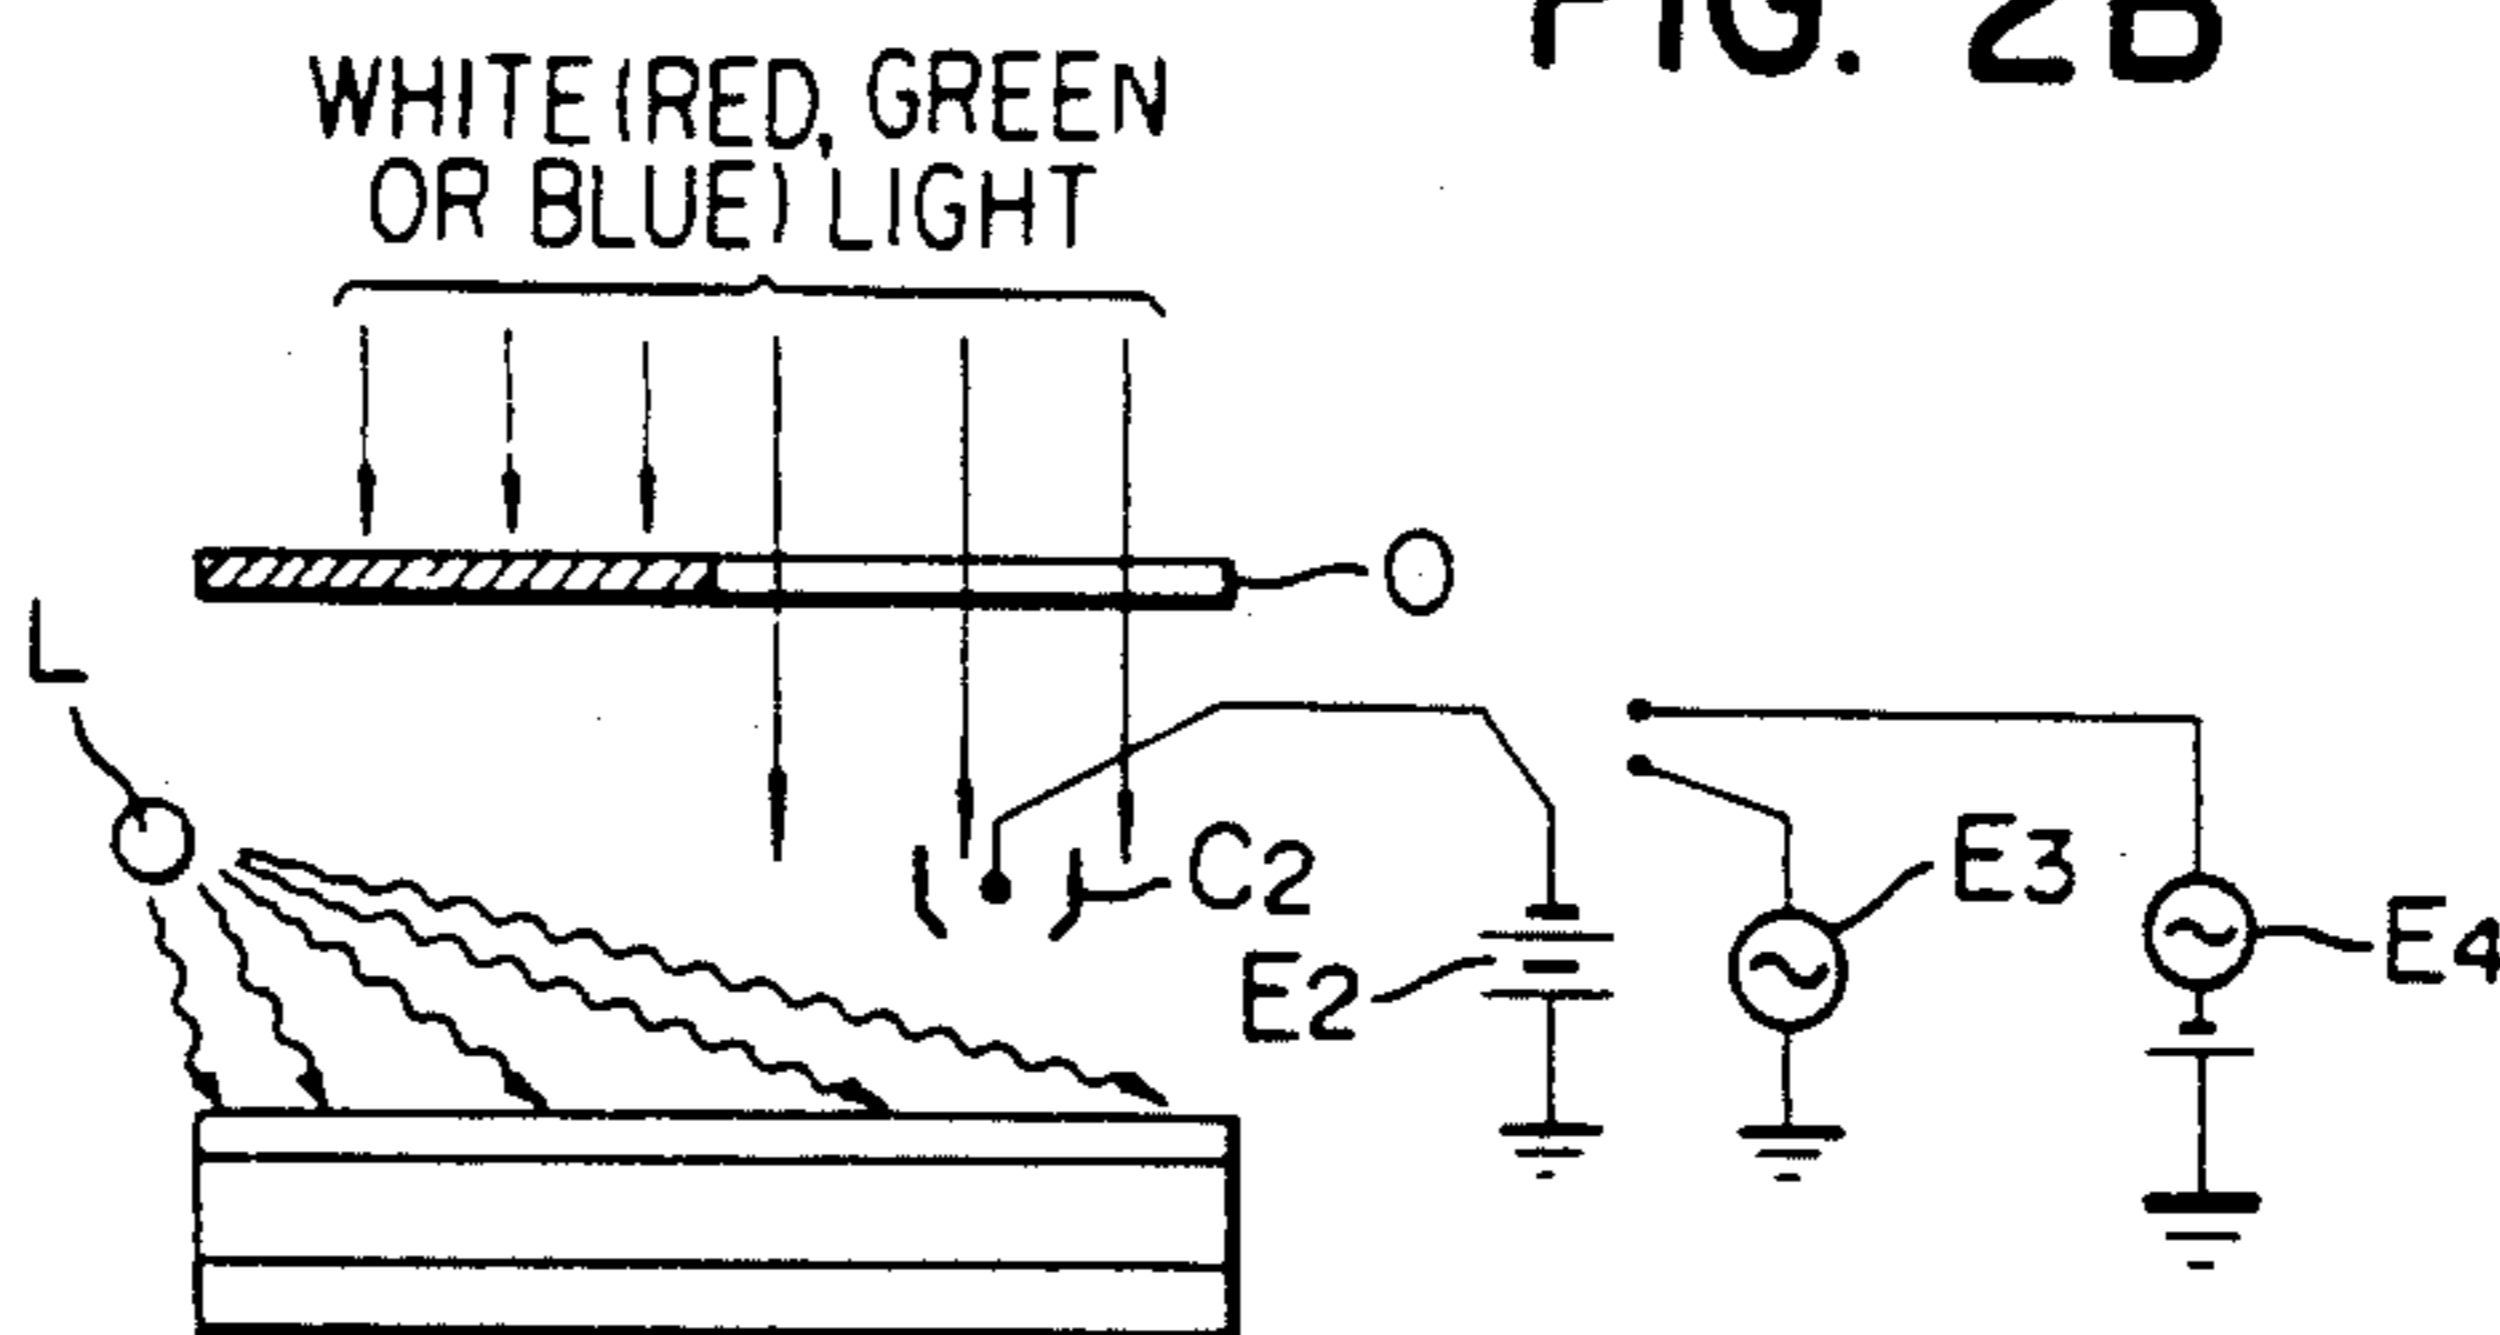 FIG. 2B
WHITE (RED, GREEN
OR BLUE) LIGHT
O
L
C2
E3
E4
E2